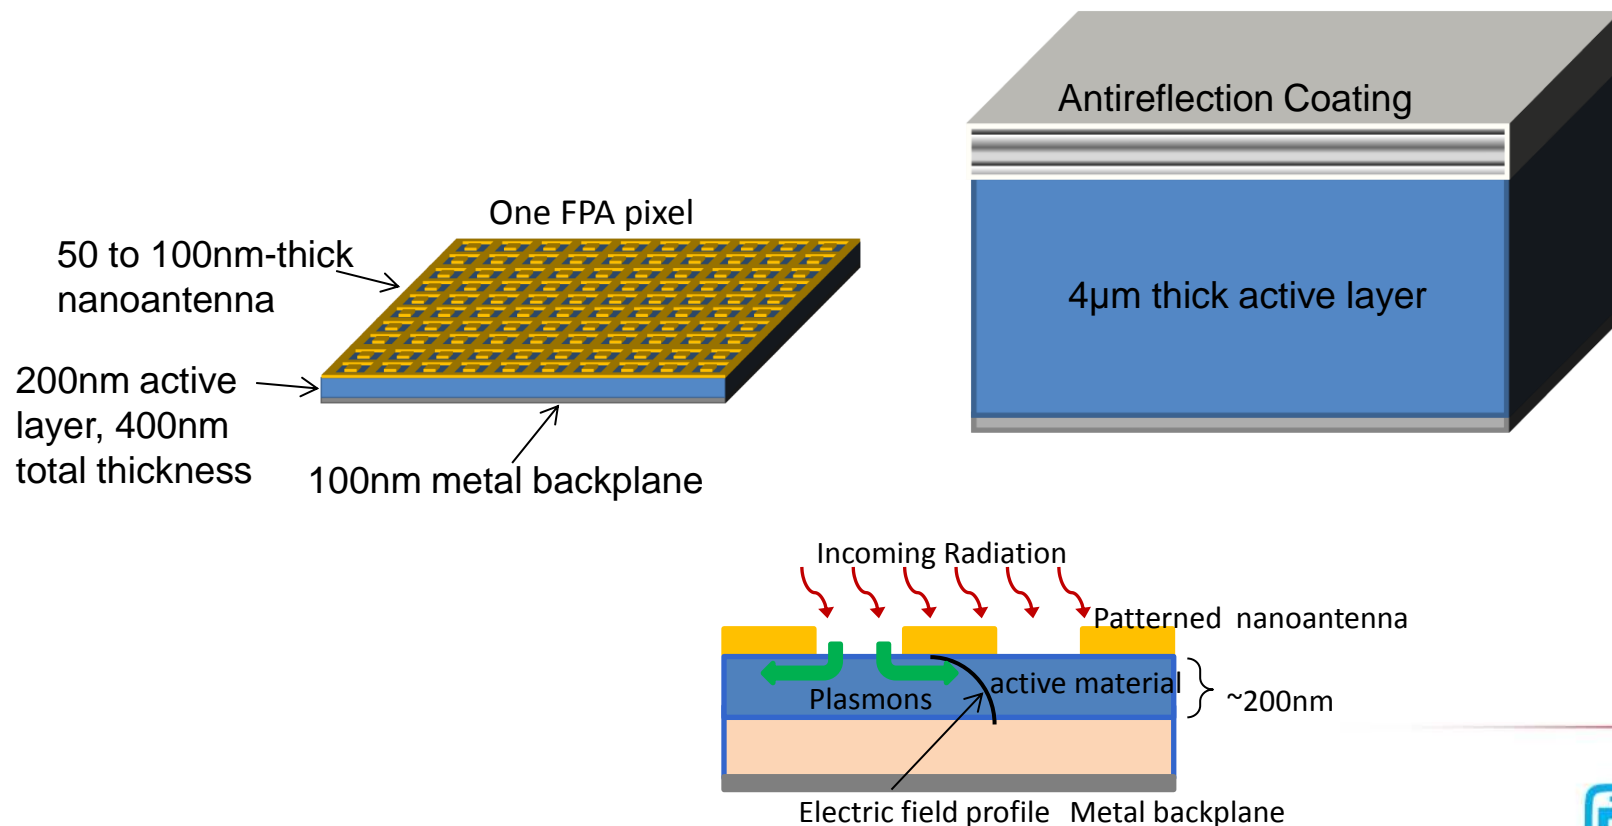 Antireflection Coating
One FPA pixel
50 to 100nm-thick
nanoantenna
4µm thick active layer
200nm active
layer, 400nm
total thickness
100nm metal backplane
Incoming Radiation
Patterned nanoantenna
active material
Plasmons
~200nm
Electric field profile
Metal backplane